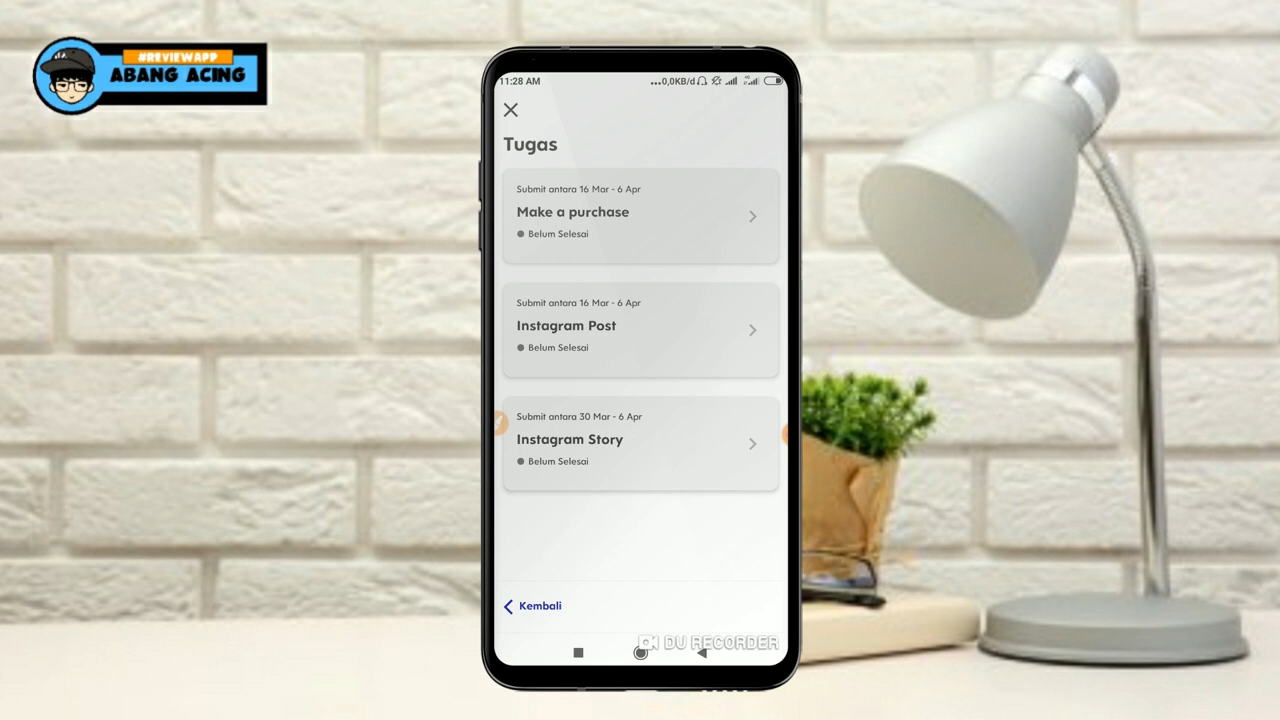 #REVIEWAPP
ABANG ACING
11:28 AM
...0,0KB/d
Tugas
Submit antara 16 Mar - 6 Apr
Make a purchase
Belum Selesai
Submit antara 16 Mar - 6 Apr
Instagram Post
Belum Selesai
Submit antara 30 Mar - 6 Apr
Instagram Story
Belum Selesai
Kembali
DU RECORDER